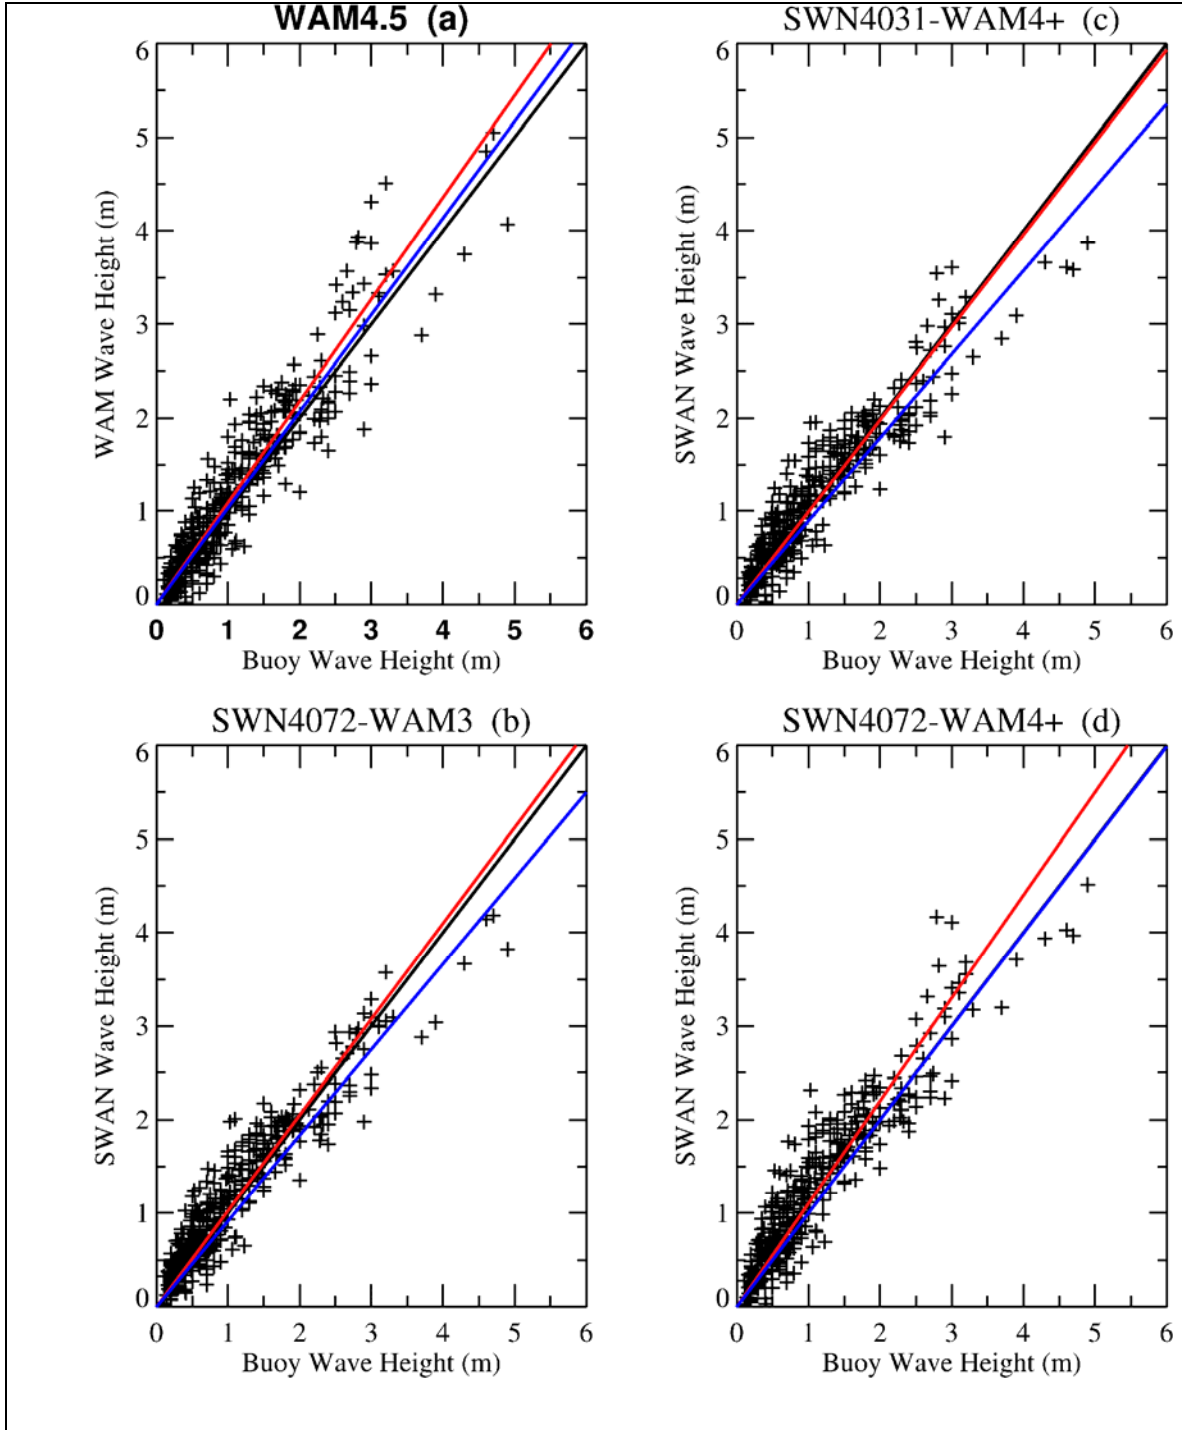 WAM4.5 (a)
6
5
4
3
2
1
0
WAM Wave Height (m)
0 1 2 3 4 5 6
Buoy Wave Height (m)
SWN4031-WAM4+ (c)
6
5
4
3
2
1
0
SWAN Wave Height (m)
0 1 2 3 4 5 6
Buoy Wave Height (m)
SWN4072-WAM3 (b)
6
5
4
3
2
1
0
SWAN Wave Height (m)
0 1 2 3 4 5 6
Buoy Wave Height (m)
SWN4072-WAM4+ (d)
6
5
4
3
2
1
0
SWAN Wave Height (m)
0 1 2 3 4 5 6
Buoy Wave Height (m)